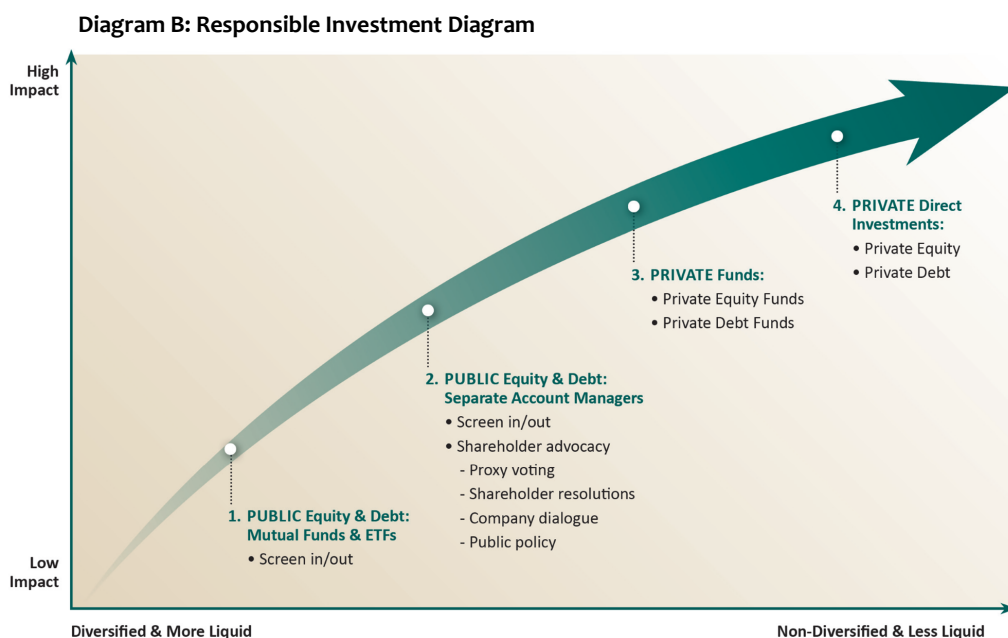 Diagram B: Responsible Investment Diagram
High
Impact
4. PRIVATE Direct
Investments:
• Private Equity
• Private Debt
3. PRIVATE Funds:
• Private Equity Funds
• Private Debt Funds
2. PUBLIC Equity & Debt:
Separate Account Managers
• Screen in/out
• Shareholder advocacy
- Proxy voting
- Shareholder resolutions
- Company dialogue
- Public policy
1. PUBLIC Equity & Debt:
Mutual Funds & ETFs
• Screen in/out
Low
Impact
Diversified & More Liquid
Non-Diversified & Less Liquid